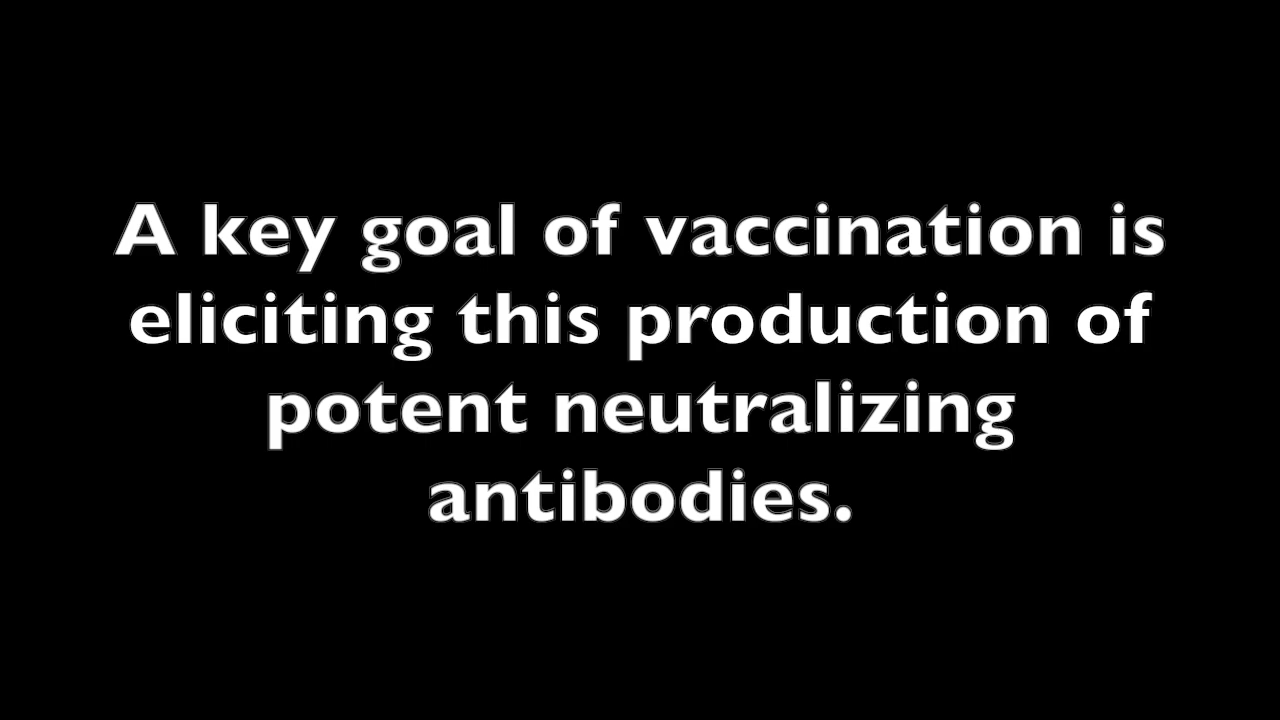 A key goal of vaccination is
eliciting this production of
potent neutralizing
antibodies.